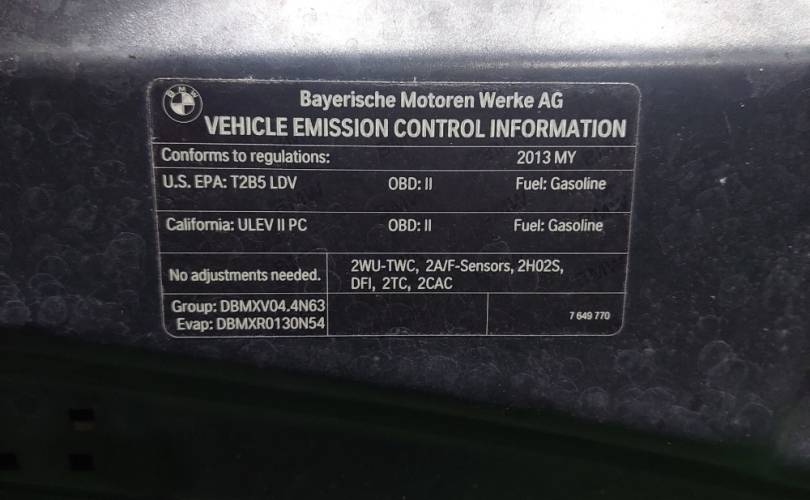 BMW
Bayerische Motoren Werke AG
VEHICLE EMISSION CONTROL INFORMATION
Conforms to regulations: 2013 MY
U.S. EPA: T2B5 LDV OBD: II Fuel: Gasoline
California: ULEV II PC OBD: II Fuel: Gasoline
No adjustments needed.
2WU-TWC, 2A/F-Sensors, 2HO2S,
DFI, 2TC, 2CAC
Group: DBMXV04.4N63
Evap: DBMXR0130N54
7 649 770